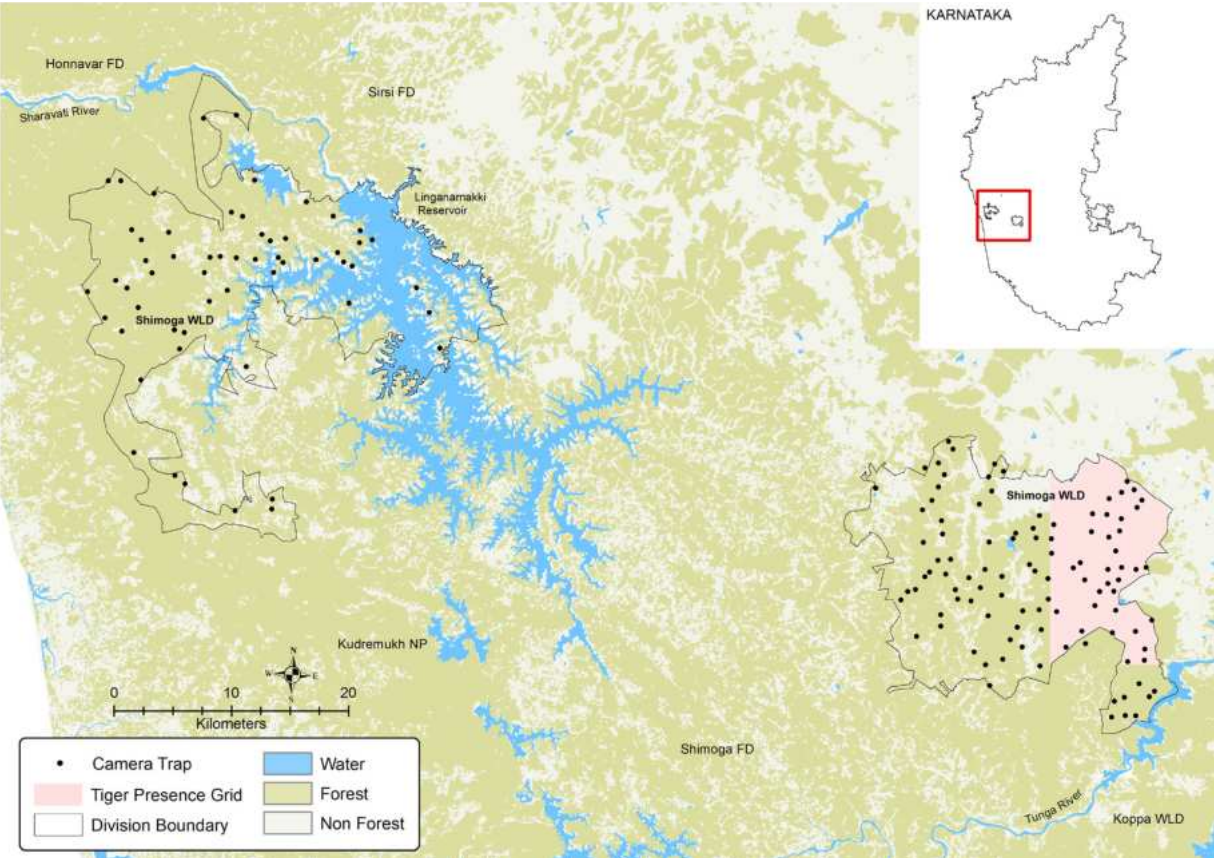 KARNATAKA
Honnavar FD
Sirsi FD
Sharavati River
Linganamakki
Reservoir
Shimoga WLD
Shimoga WLD
Kudremukh NP
N
W
E
S
0 10 20
Kilometers
Shimoga FD
Tunga River
Koppa WLD
Camera Trap
Tiger Presence Grid
Division Boundary
Water
Forest
Non Forest